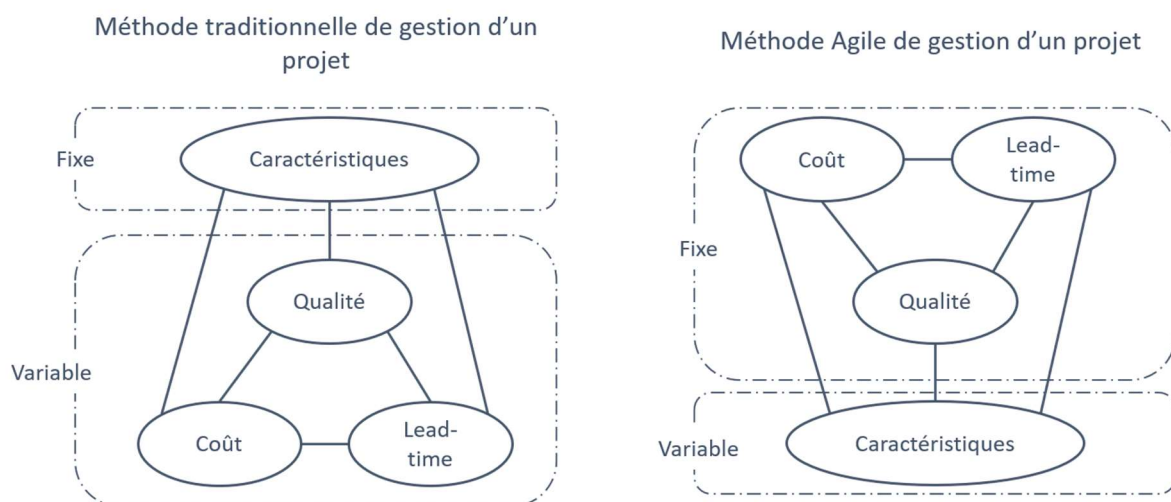 Méthode traditionnelle de gestion d’un
projet
Fixe
Caractéristiques
Qualité
Variable
Coût
Lead-
time
Méthode Agile de gestion d’un projet
Coût
Lead-
time
Fixe
Qualité
Variable
Caractéristiques